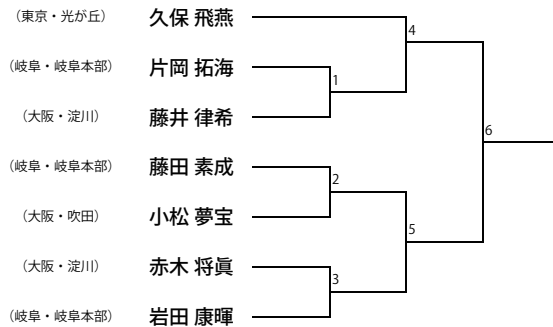 (東京・光が丘) 久保 飛燕
4
(岐阜・岐阜本部) 片岡 拓海
1
(大阪・淀川) 藤井 律希
6
(岐阜・岐阜本部) 藤田 素成
2
(大阪・吹田) 小松 夢宝
5
(大阪・淀川) 赤木 将眞
3
(岐阜・岐阜本部) 岩田 康暉